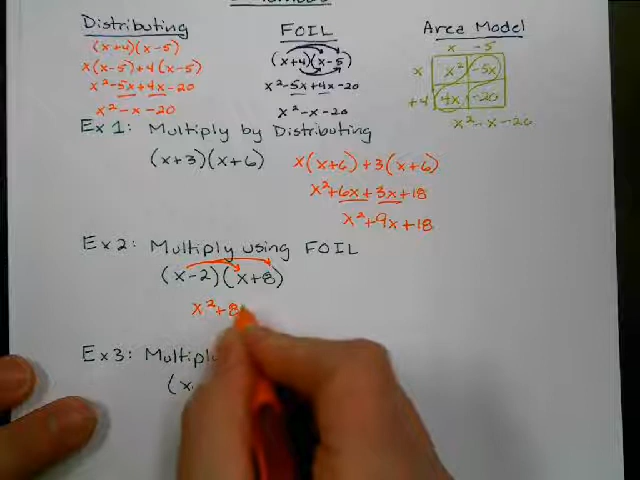 Distributing
(x+4)(x-5)
x(x-5)+4(x-5)
x²-5x+4x-20
x²-x-20
FOIL
(x+4)(x-5)
x²-5x+4x-20
x²-x-20
Area Model
x -5
x x² -5x
+4 4x -20
x²-x-20
Ex 1: Multiply by Distributing
(x+3)(x+6) x(x+6)+3(x+6)
x²+6x+3x+18
x²+9x+18
Ex 2: Multiply using FOIL
(x-2)(x+8)
x²+8
Ex 3: Multiply
(x